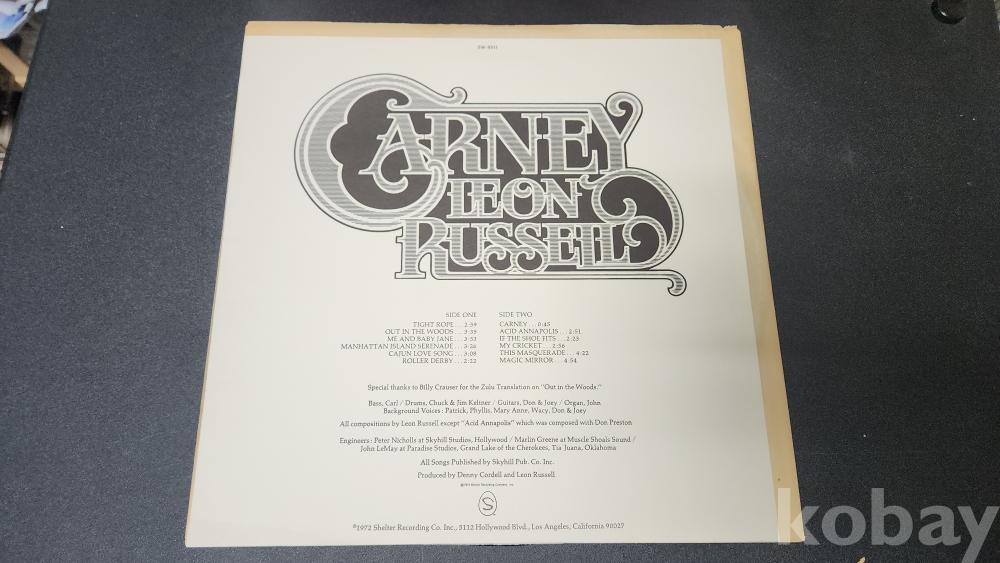 CARNEY
LEON
RUSSELL
SIDE ONE
TIGHT ROPE . . . 2:59
OUT IN THE WOODS . . . 3:35
ME AND BABY JANE . . . 3:53
MANHATTAN ISLAND SERENADE . . . 3:26
CAJUN LOVE SONG . . . 3:08
ROLLER DERBY . . . 2:22
SIDE TWO
CARNEY . . . 0:45
ACID ANNAPOLIS . . . 2:51
IF THE SHOE FITS . . . 2:23
MY CRICKET . . . 2:56
THIS MASQUERADE . . . 4:22
MAGIC MIRROR . . . 4:54
Special thanks to Billy Crauser for the Zulu Translation on "Out in the Woods."
Bass, Carl / Drums, Chuck & Jim Keltner / Guitars, Don & Joey / Organ, John
Background Voices : Patrick, Phyllis, Mary Anne, Wacy, Don & Joey
All compositions by Leon Russell except "Acid Annapolis" which was composed with Don Preston
Engineers : Peter Nicholls at Skyhill Studios, Hollywood / Marlin Greene at Muscle Shoals Sound /
John LeMay at Paradise Studios, Grand Lake of the Cherokees, Tia Juana, Oklahoma
All Songs Published by Skyhill Pub. Co. Inc.
Produced by Denny Cordell and Leon Russell
S
℗1972 Shelter Recording Co. Inc., 5112 Hollywood Blvd., Los Angeles, California 90027
kobay